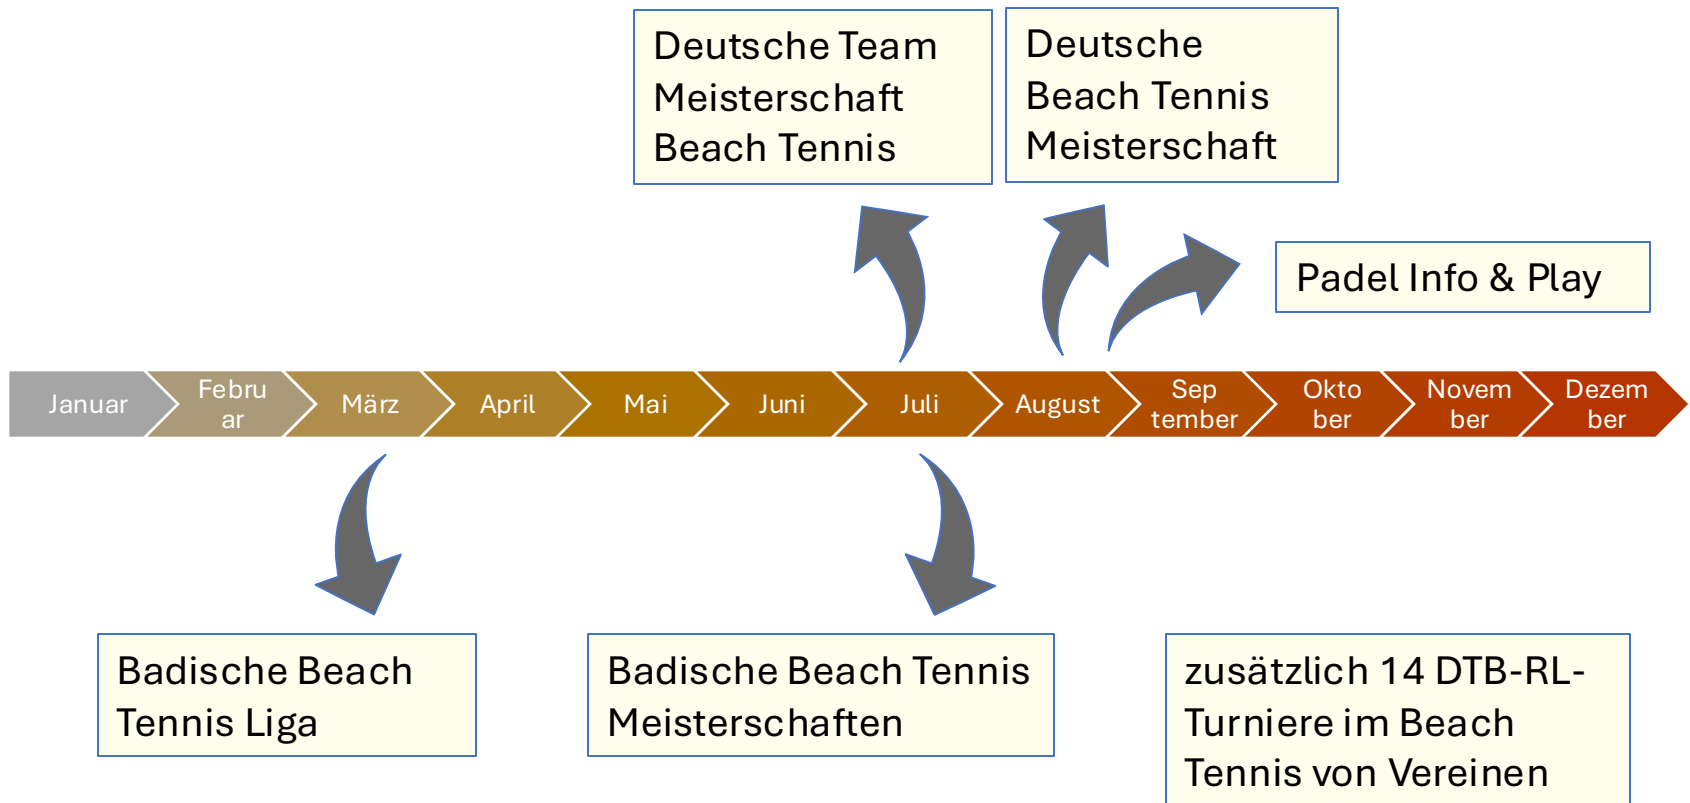 Deutsche Team
Meisterschaft
Beach Tennis
Deutsche
Beach Tennis
Meisterschaft
Padel Info & Play
Januar
Febru
ar
März
April
Mai
Juni
Juli
August
Sep
tember
Okto
ber
Novem
ber
Dezem
ber
Badische Beach
Tennis Liga
Badische Beach Tennis
Meisterschaften
zusätzlich 14 DTB-RL-
Turniere im Beach
Tennis von Vereinen